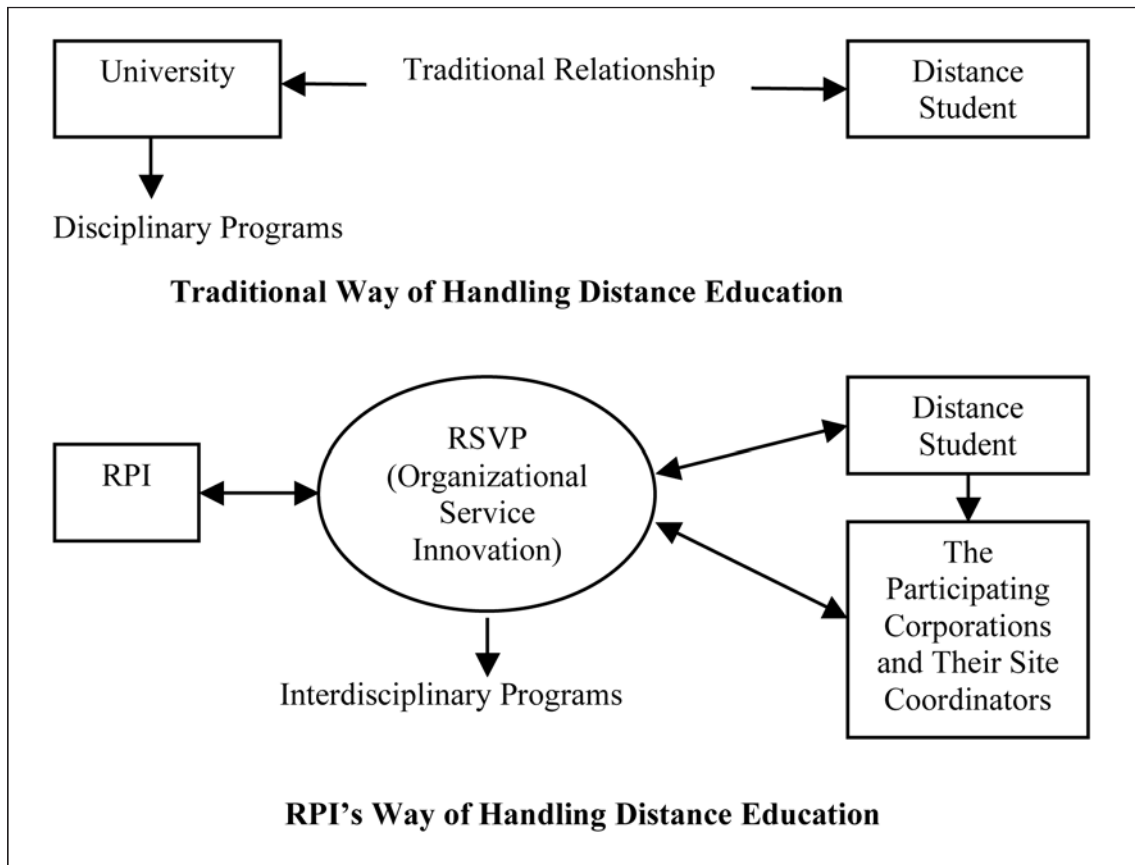 University
Traditional Relationship
Distance
Student
Disciplinary Programs
Traditional Way of Handling Distance Education
RPI
RSVP
(Organizational
Service
Innovation)
Distance
Student
The
Participating
Corporations
and Their Site
Coordinators
Interdisciplinary Programs
RPI’s Way of Handling Distance Education